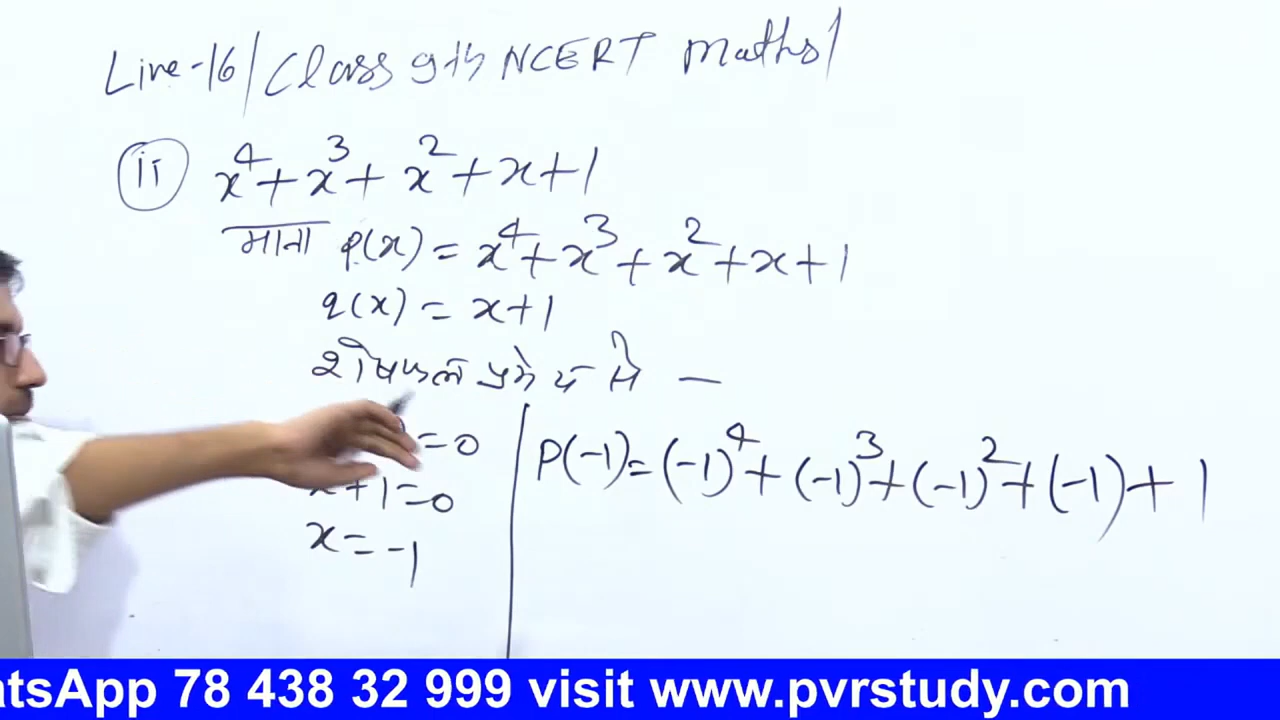 Live-16/Class 9th NCERT Maths/
ii x⁴+x³+x²+x+1
माना p(x) = x⁴+x³+x²+x+1
q(x) = x+1
शेषफल प्रमेय से —
=0
x+1=0
x=-1
P(-1)=(-1)⁴+(-1)³+(-1)²+(-1)+1
atsApp 78 438 32 999 visit www.pvrstudy.com